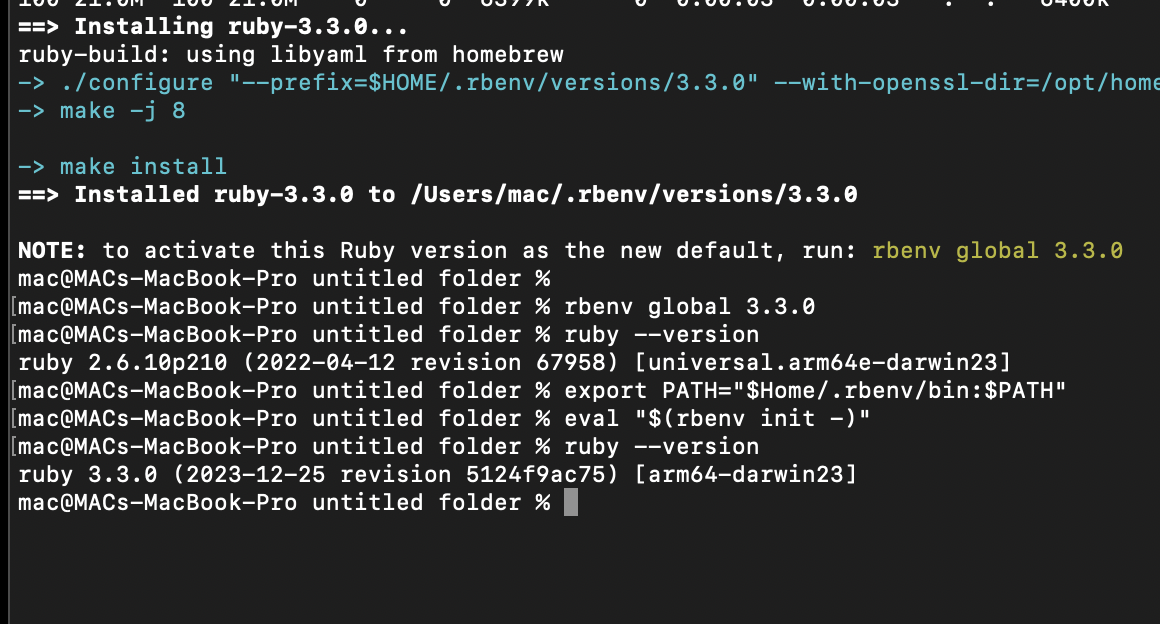 ==> Installing ruby-3.3.0...
ruby-build: using libyaml from homebrew
-> ./configure "--prefix=$HOME/.rbenv/versions/3.3.0" --with-openssl-dir=/opt/home
-> make -j 8
-> make install
==> Installed ruby-3.3.0 to /Users/mac/.rbenv/versions/3.3.0
NOTE: to activate this Ruby version as the new default, run: rbenv global 3.3.0
mac@MACs-MacBook-Pro untitled folder %
[mac@MACs-MacBook-Pro untitled folder % rbenv global 3.3.0
[mac@MACs-MacBook-Pro untitled folder % ruby --version
ruby 2.6.10p210 (2022-04-12 revision 67958) [universal.arm64e-darwin23]
[mac@MACs-MacBook-Pro untitled folder % export PATH="$Home/.rbenv/bin:$PATH"
[mac@MACs-MacBook-Pro untitled folder % eval "$(rbenv init -)"
[mac@MACs-MacBook-Pro untitled folder % ruby --version
ruby 3.3.0 (2023-12-25 revision 5124f9ac75) [arm64-darwin23]
mac@MACs-MacBook-Pro untitled folder %